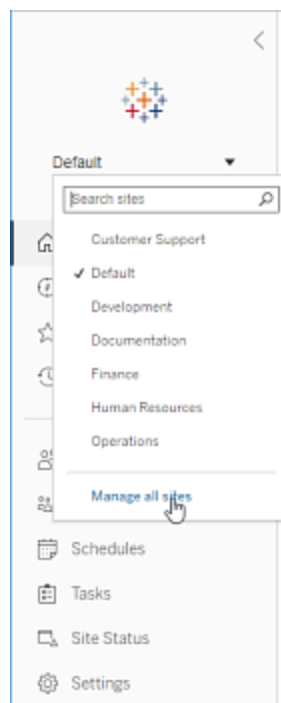 Default
Search sites
Customer Support
Default
Development
Documentation
Finance
Human Resources
Operations
Manage all sites
Schedules
Tasks
Site Status
Settings